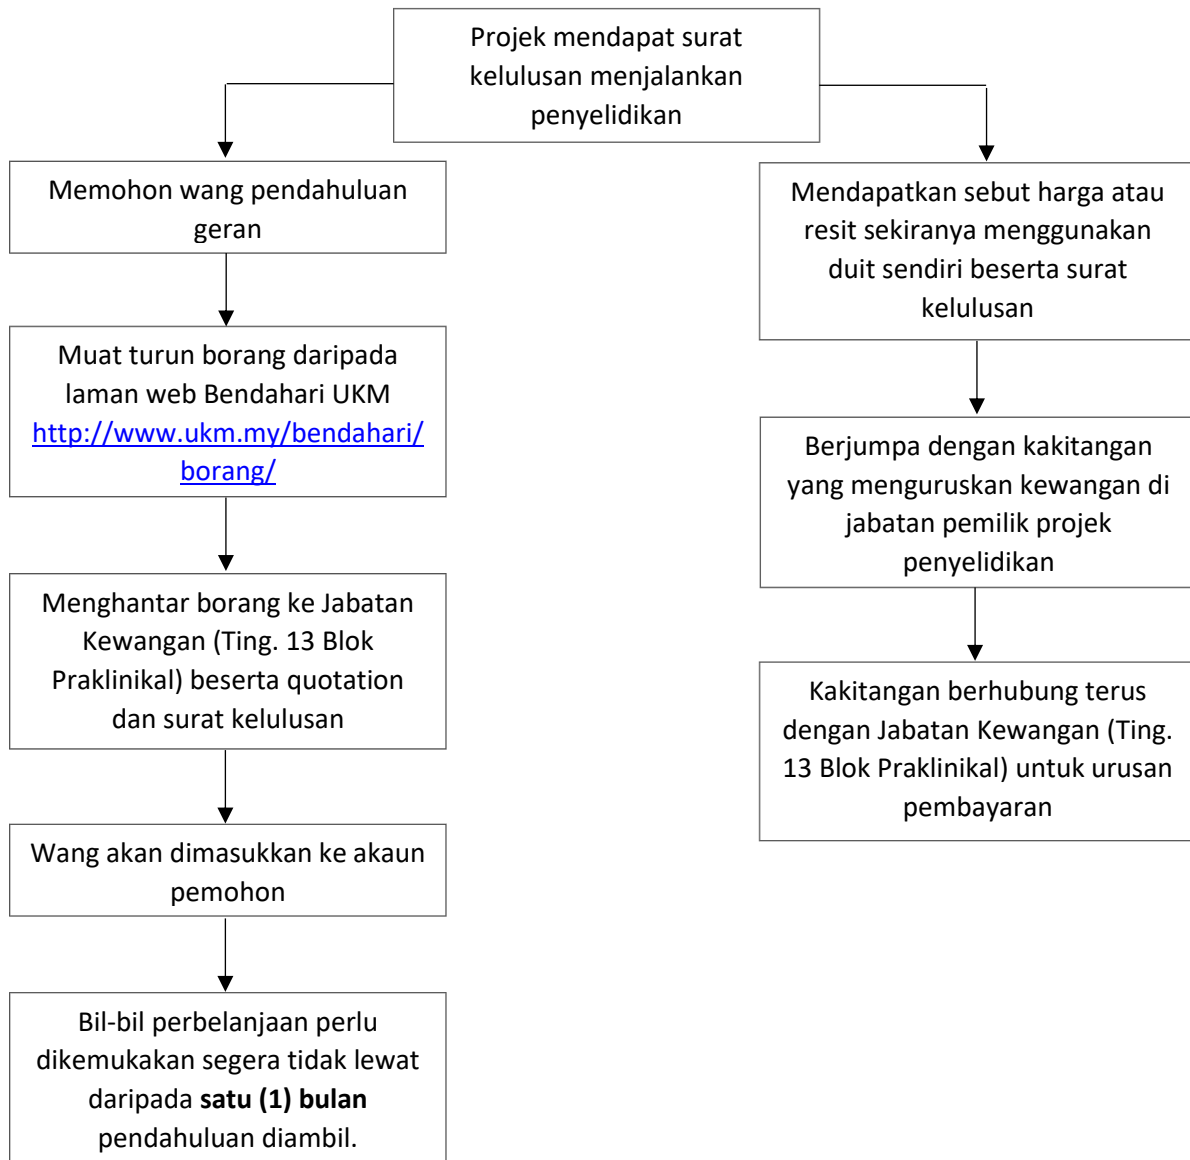 Projek mendapat surat
kelulusan menjalankan
penyelidikan
Memohon wang pendahuluan
geran
Muat turun borang daripada
laman web Bendahari UKM
http://www.ukm.my/bendahari/
borang/
Menghantar borang ke Jabatan
Kewangan (Ting. 13 Blok
Praklinikal) beserta quotation
dan surat kelulusan
Wang akan dimasukkan ke akaun
pemohon
Bil-bil perbelanjaan perlu
dikemukakan segera tidak lewat
daripada satu (1) bulan
pendahuluan diambil.
Mendapatkan sebut harga atau
resit sekiranya menggunakan
duit sendiri beserta surat
kelulusan
Berjumpa dengan kakitangan
yang menguruskan kewangan di
jabatan pemilik projek
penyelidikan
Kakitangan berhubung terus
dengan Jabatan Kewangan (Ting.
13 Blok Praklinikal) untuk urusan
pembayaran